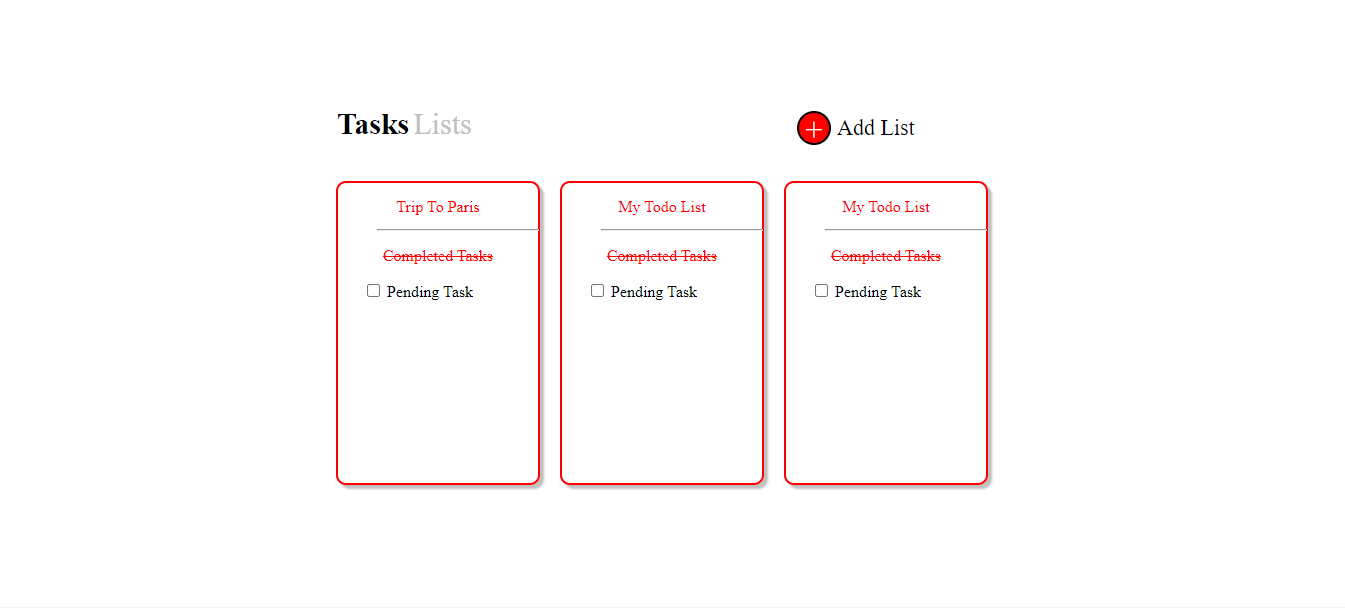 Tasks Lists
+ Add List
Trip To Paris
Completed Tasks
Pending Task
My Todo List
Completed Tasks
Pending Task
My Todo List
Completed Tasks
Pending Task